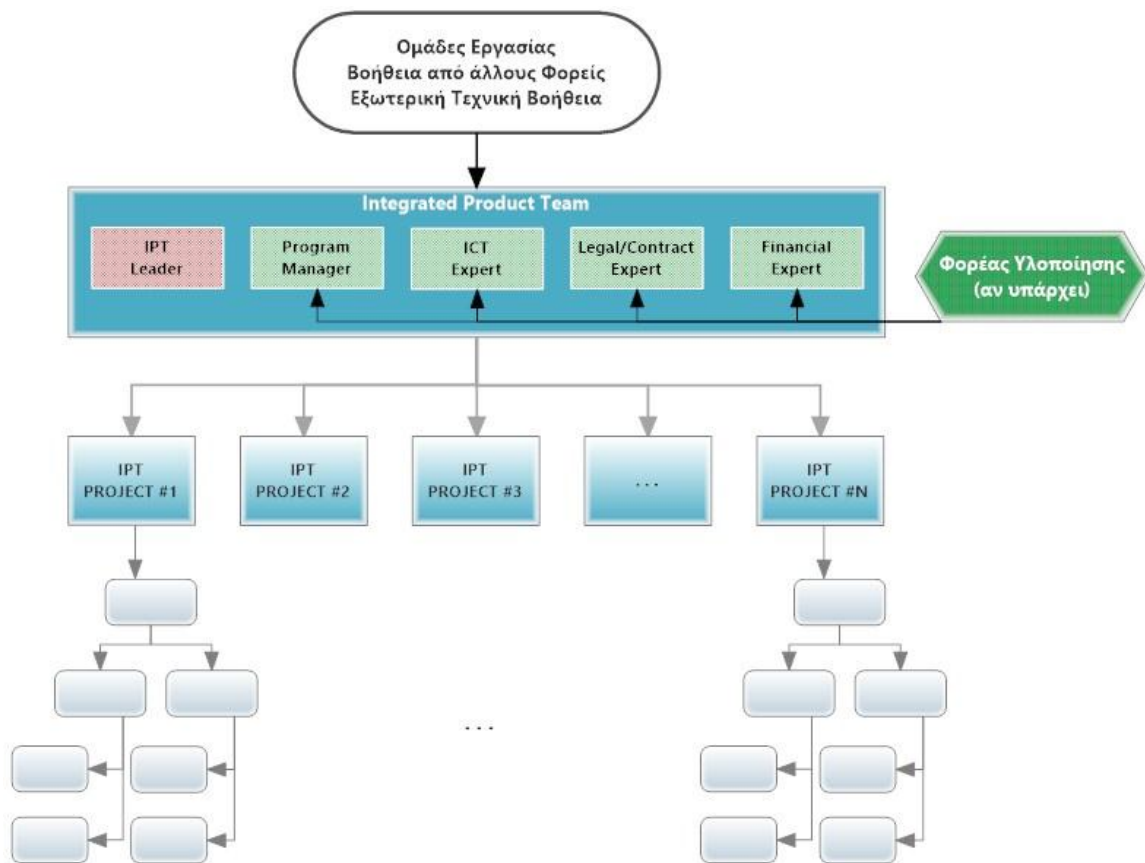 Ομάδες Εργασίας
Βοήθεια από άλλους Φορείς
Εξωτερική Τεχνική Βοήθεια
Integrated Product Team
IPT
Leader
Program
Manager
ICT
Expert
Legal/Contract
Expert
Financial
Expert
Φορέας Υλοποίησης
(αν υπάρχει)
IPT
PROJECT #1
IPT
PROJECT #2
IPT
PROJECT #3
...
IPT
PROJECT #N
...